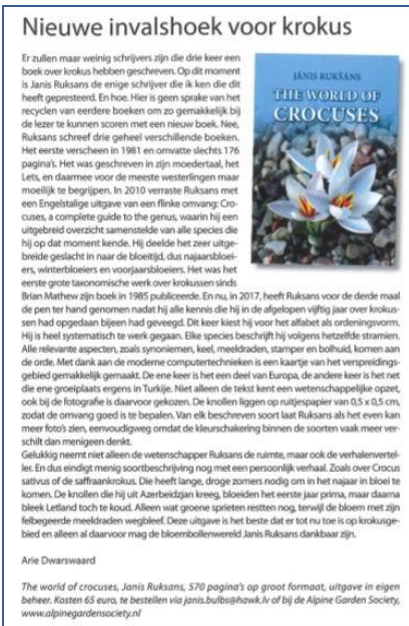 Nieuwe invalshoek voor krokus
Er zullen maar weinig schrijvers zijn die drie keer een
boek over krokus hebben geschreven. Op dit moment
is Janis Ruksans de enige schrijver die ik ken die dit
heeft gepresteerd. En hoe. Hier is geen sprake van het
recyclen van eerdere boeken om zo gemakkelijk bij
de lezer te kunnen scoren met een nieuw boek. Nee,
Ruksans schreef drie geheel verschillende boeken.
Het eerste verscheen in 1981 en omvatte slechts 176
pagina's. Het was geschreven in zijn moedertaal, het
Lets, en daarmee voor de meeste westerlingen maar
moeilijk te begrijpen. In 2010 verraste Ruksans met
een Engelstalige uitgave van een flinke omvang: Cro-
cuses, a complete guide to the genus, waarin hij een
uitgebreid overzicht samenstelde van alle species die
hij op dat moment kende. Hij deelde het zeer uitge-
breide geslacht in naar de bloeitijd, dus najaarsbloei-
ers, winterbloeiers en voorjaarsbloeiers. Het was het
eerste grote taxonomische werk over krokussen sinds
Brian Mathew zijn boek in 1985 publiceerde. En nu, in 2017, heeft Ruksans voor de derde maal
de pen ter hand genomen nadat hij alle kennis die hij in de afgelopen vijftig jaar over krokus-
sen had opgedaan bijeen had geveegd. Dit keer kiest hij voor het alfabet als ordeningsvorm.
Hij is heel systematisch te werk gegaan. Elke species beschrijft hij volgens hetzelfde stramien.
Alle relevante aspecten, zoals synoniemen, keel, meeldraden, stamper en bolhuid, komen aan
de orde. Met dank aan de moderne computertechnieken is een kaartje van het verspreidings-
gebied gemakkelijk gemaakt. De ene keer is het een deel van Europa, de andere keer is het net
die ene groeiplaats ergens in Turkije. Niet alleen de tekst kent een wetenschappelijke opzet,
ook bij de fotografie is daarvoor gekozen. De knollen liggen op ruitjespapier van 0,5 x 0,5 cm,
zodat de omvang goed is te bepalen. Van elk beschreven soort laat Ruksans als het even kan
meer foto's zien, eenvoudigweg omdat de kleurschakering binnen de soorten vaak meer ver-
schilt dan menigeen denkt.
Gelukkig neemt niet alleen de wetenschapper Ruksans de ruimte, maar ook de verhalenvertel-
ler. En dus eindigt menig soortbeschrijving nog met een persoonlijk verhaal. Zoals over Crocus
sativus of de saffraankrokus. Die heeft lange, droge zomers nodig om in het najaar in bloei te
komen. De knollen die hij uit Azerbeidzjan kreeg, bloeiden het eerste jaar prima, maar daarna
bleek Letland toch te koud. Alleen wat groene sprieten restten nog, terwijl de bloem met zijn
felbegeerde meeldraden wegbleef. Deze uitgave is het beste dat er tot nu toe is op krokusge-
bied en alleen al daarvoor mag de bloembollenwereld Janis Ruksans dankbaar zijn.
Arie Dwarswaard
The world of crocuses, Janis Ruksans, 570 pagina's op groot formaat, uitgave in eigen
beheer. Kosten 65 euro, te bestellen via janis.bulbs@hawk.lv of bij de Alpine Garden Society,
www.alpinegardensociety.nl
JĀNIS RUKŠĀNS
THE WORLD OF
CROCUSES